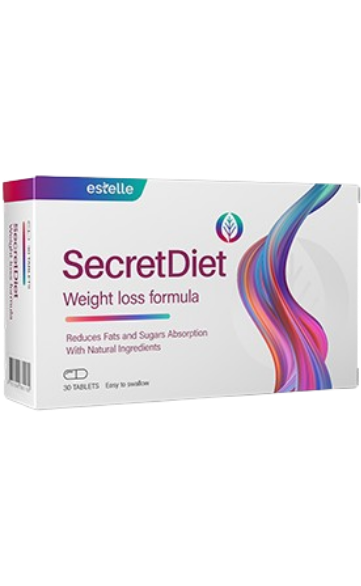 estelle
SecretDiet
Weight loss formula
Reduces Fats and Sugars Absorption
With Natural Ingredients
30 TABLETS Easy to swallow
SecretDiet
Weight loss formula